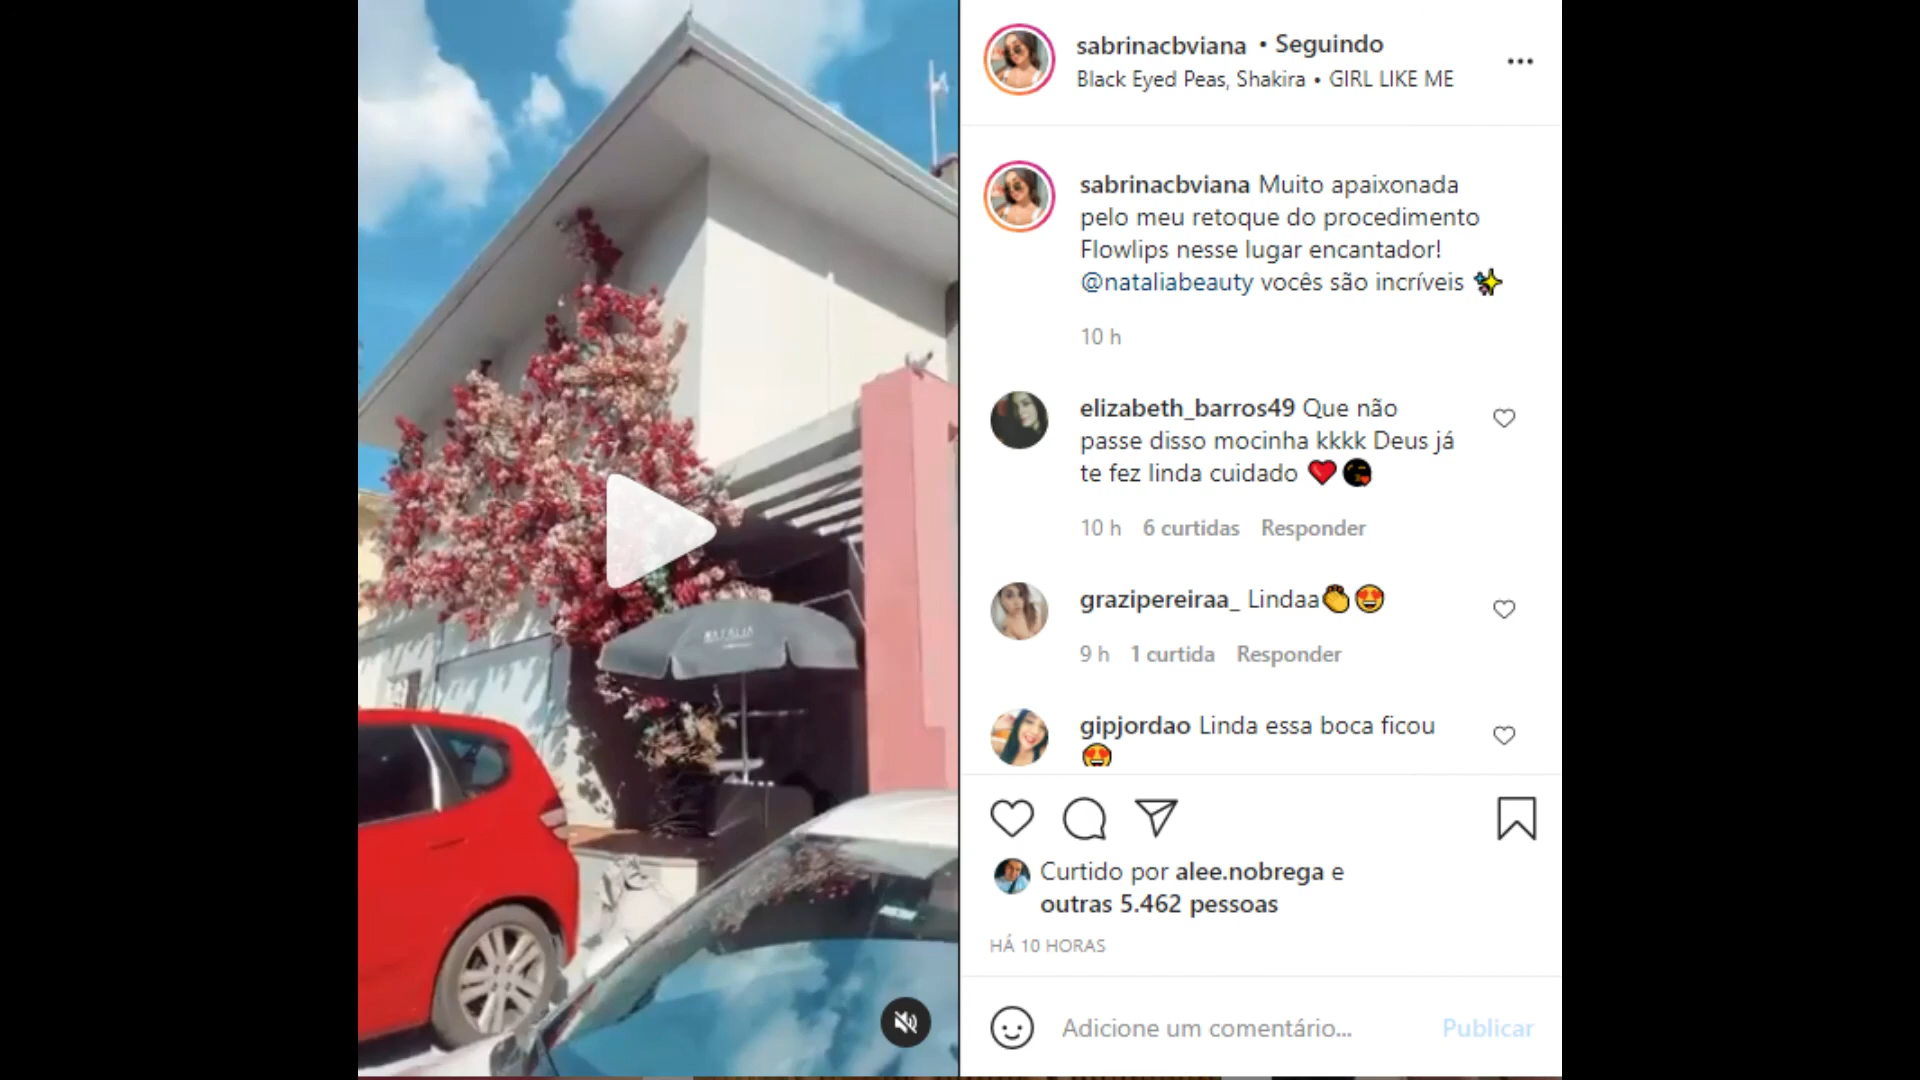 sabrinacbviana • Seguindo
Black Eyed Peas, Shakira • GIRL LIKE ME
sabrinacbviana Muito apaixonada
pelo meu retoque do procedimento
Flowlips nesse lugar encantador!
@nataliabeauty vocês são incríveis ✨
10 h
elizabeth_barros49 Que não
passe disso mocinha kkkk Deus já
te fez linda cuidado ❤️😘
10 h 6 curtidas Responder
grazipereiraa_ Lindaa👏😍
9 h 1 curtida Responder
gipjordao Linda essa boca ficou
😍
Curtido por alee.nobrega e
outras 5.462 pessoas
HÁ 10 HORAS
Adicione um comentário... Publicar
NATALIA